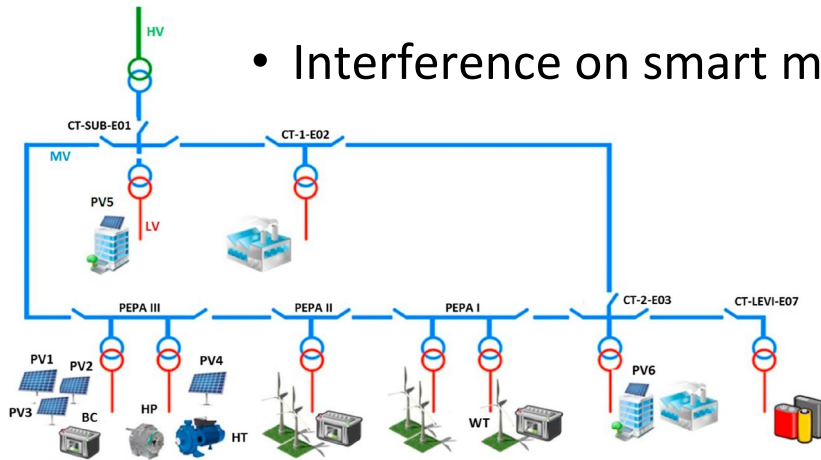 HV
• Interference on smart m
CT-SUB-E01
CT-1-E02
MV
PV5
LV
PEPA III
PEPA II
PEPA I
CT-2-E03
CT-LEVI-E07
PV1
PV2
PV4
PV6
PV3
BC
HP
HT
WT